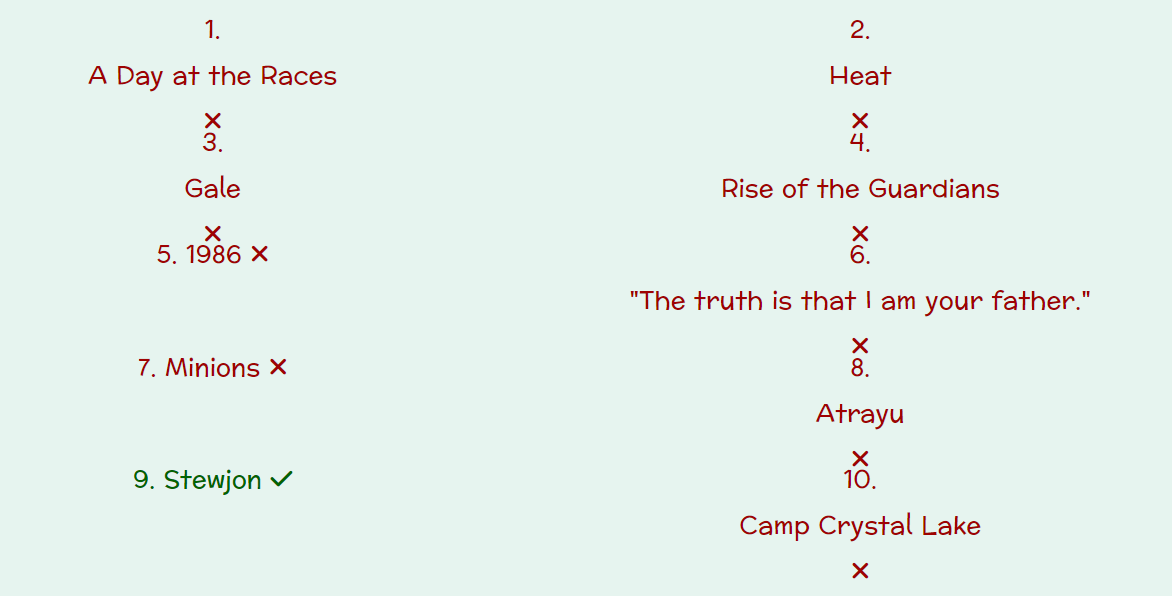 1.
A Day at the Races
✕
2.
Heat
✕
3.
Gale
✕
4.
Rise of the Guardians
✕
5. 1986 ✕
6.
"The truth is that I am your father."
✕
7. Minions ✕
8.
Atrayu
✕
9. Stewjon ✓
10.
Camp Crystal Lake
✕